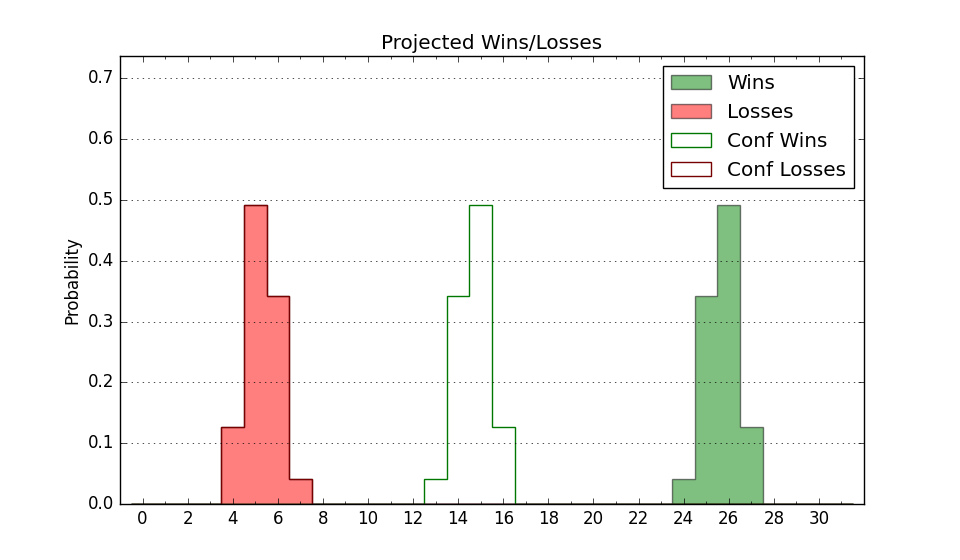 Projected Wins/Losses
Wins
Losses
Conf Wins
Conf Losses
Probability
0.7
0.6
0.5
0.4
0.3
0.2
0.1
0.0
0 2 4 6 8 10 12 14 16 18 20 22 24 26 28 30